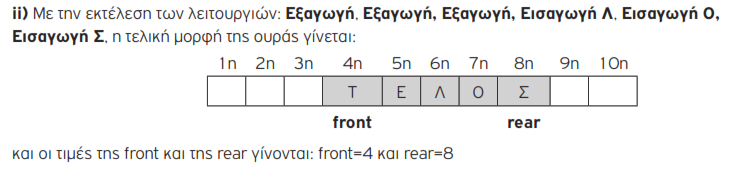 ii) Με την εκτέλεση των λειτουργιών: Εξαγωγή, Εξαγωγή, Εξαγωγή, Εισαγωγή Λ, Εισαγωγή Ο,
Εισαγωγή Σ, η τελική μορφή της ουράς γίνεται:
1η 2η 3η 4η 5η 6η 7η 8η 9η 10η
Τ Ε Λ Ο Σ
front rear
και οι τιμές της front και της rear γίνονται: front=4 και rear=8